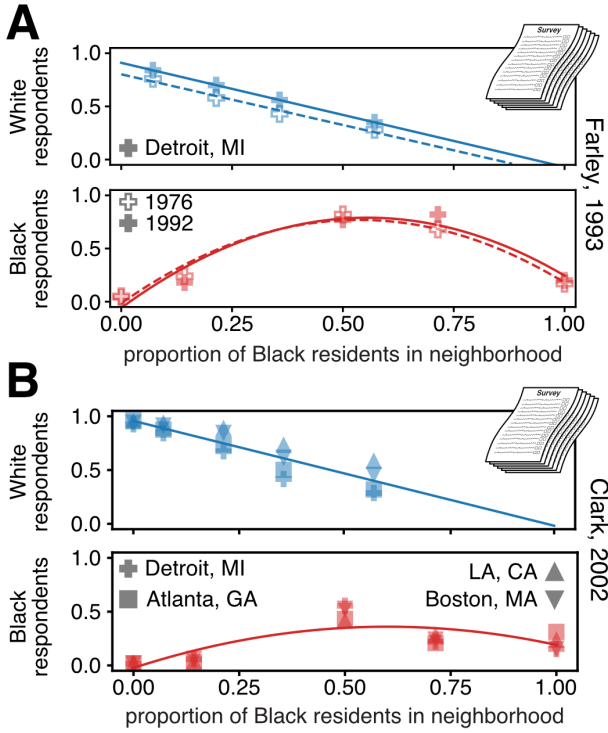 A
Survey
1.0
0.5
0.0
White
respondents
Detroit, MI
Farley, 1993
1.0
0.5
0.0
Black
respondents
1976
1992
0.00 0.25 0.50 0.75 1.00
proportion of Black residents in neighborhood
B
Survey
1.0
0.5
0.0
White
respondents
Clark, 2002
1.0
0.5
0.0
Black
respondents
Detroit, MI
Atlanta, GA
LA, CA
Boston, MA
0.00 0.25 0.50 0.75 1.00
proportion of Black residents in neighborhood